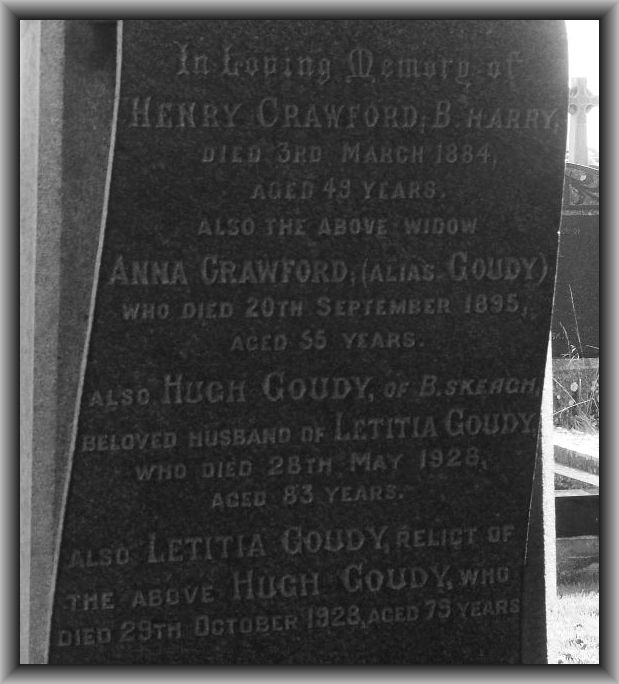 In Loving Memory of
HENRY CRAWFORD, B. HARRY,
DIED 3RD MARCH 1884,
AGED 49 YEARS.
ALSO THE ABOVE WIDOW
ANNA CRAWFORD, (ALIAS GOUDY)
WHO DIED 20TH SEPTEMBER 1895,
AGED 55 YEARS.
ALSO HUGH GOUDY, OF B. SKEAGH,
BELOVED HUSBAND OF LETITIA GOUDY,
WHO DIED 28TH MAY 1928,
AGED 83 YEARS.
ALSO LETITIA GOUDY, RELICT OF
THE ABOVE HUGH GOUDY, WHO
DIED 29TH OCTOBER 1928, AGED 79 YEARS